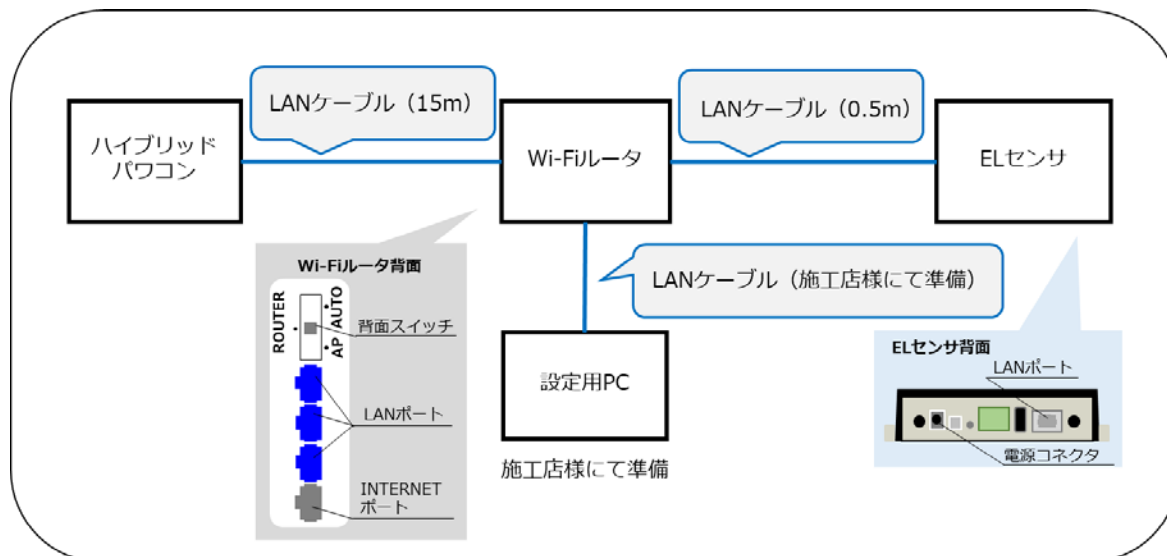 LANケーブル（15m）
LANケーブル（0.5m）
ハイブリッド
パワコン
Wi-Fiルータ
ELセンサ
Wi-Fiルータ背面
ROUTER
AUTO
AP
背面スイッチ
LANポート
INTERNET
ポート
LANケーブル（施工店様にて準備）
設定用PC
施工店様にて準備
ELセンサ背面
LANポート
電源コネクタ